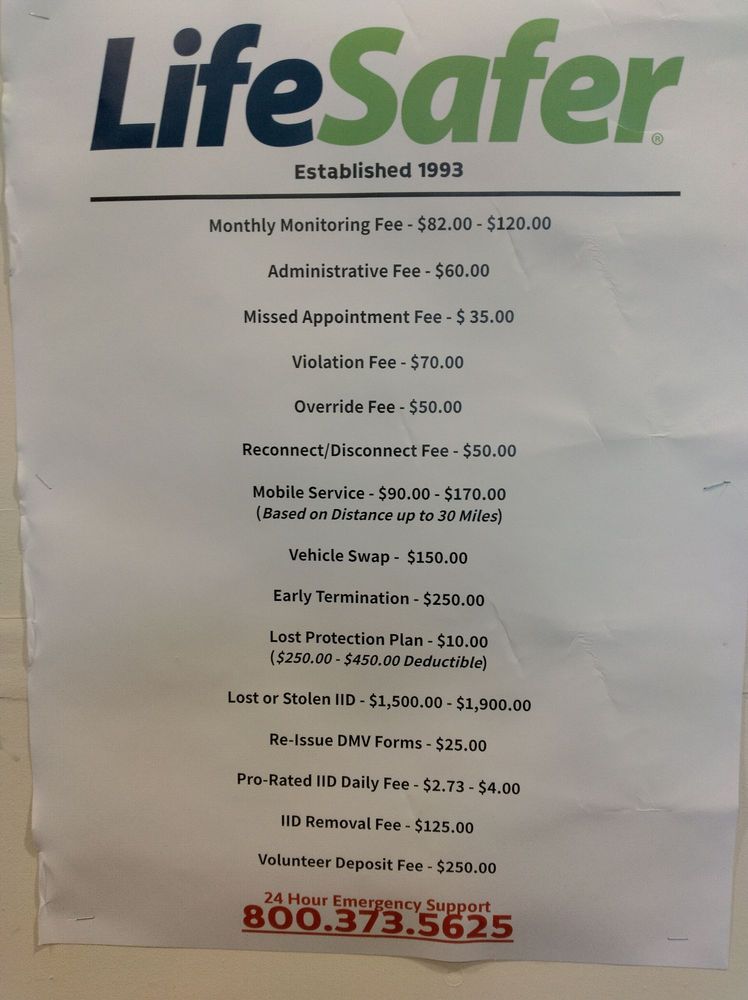 LifeSafer®
Established 1993
Monthly Monitoring Fee - $82.00 - $120.00
Administrative Fee - $60.00
Missed Appointment Fee - $ 35.00
Violation Fee - $70.00
Override Fee - $50.00
Reconnect/Disconnect Fee - $50.00
Mobile Service - $90.00 - $170.00
(Based on Distance up to 30 Miles)
Vehicle Swap - $150.00
Early Termination - $250.00
Lost Protection Plan - $10.00
($250.00 - $450.00 Deductible)
Lost or Stolen IID - $1,500.00 - $1,900.00
Re-Issue DMV Forms - $25.00
Pro-Rated IID Daily Fee - $2.73 - $4.00
IID Removal Fee - $125.00
Volunteer Deposit Fee - $250.00
24 Hour Emergency Support
800.373.5625